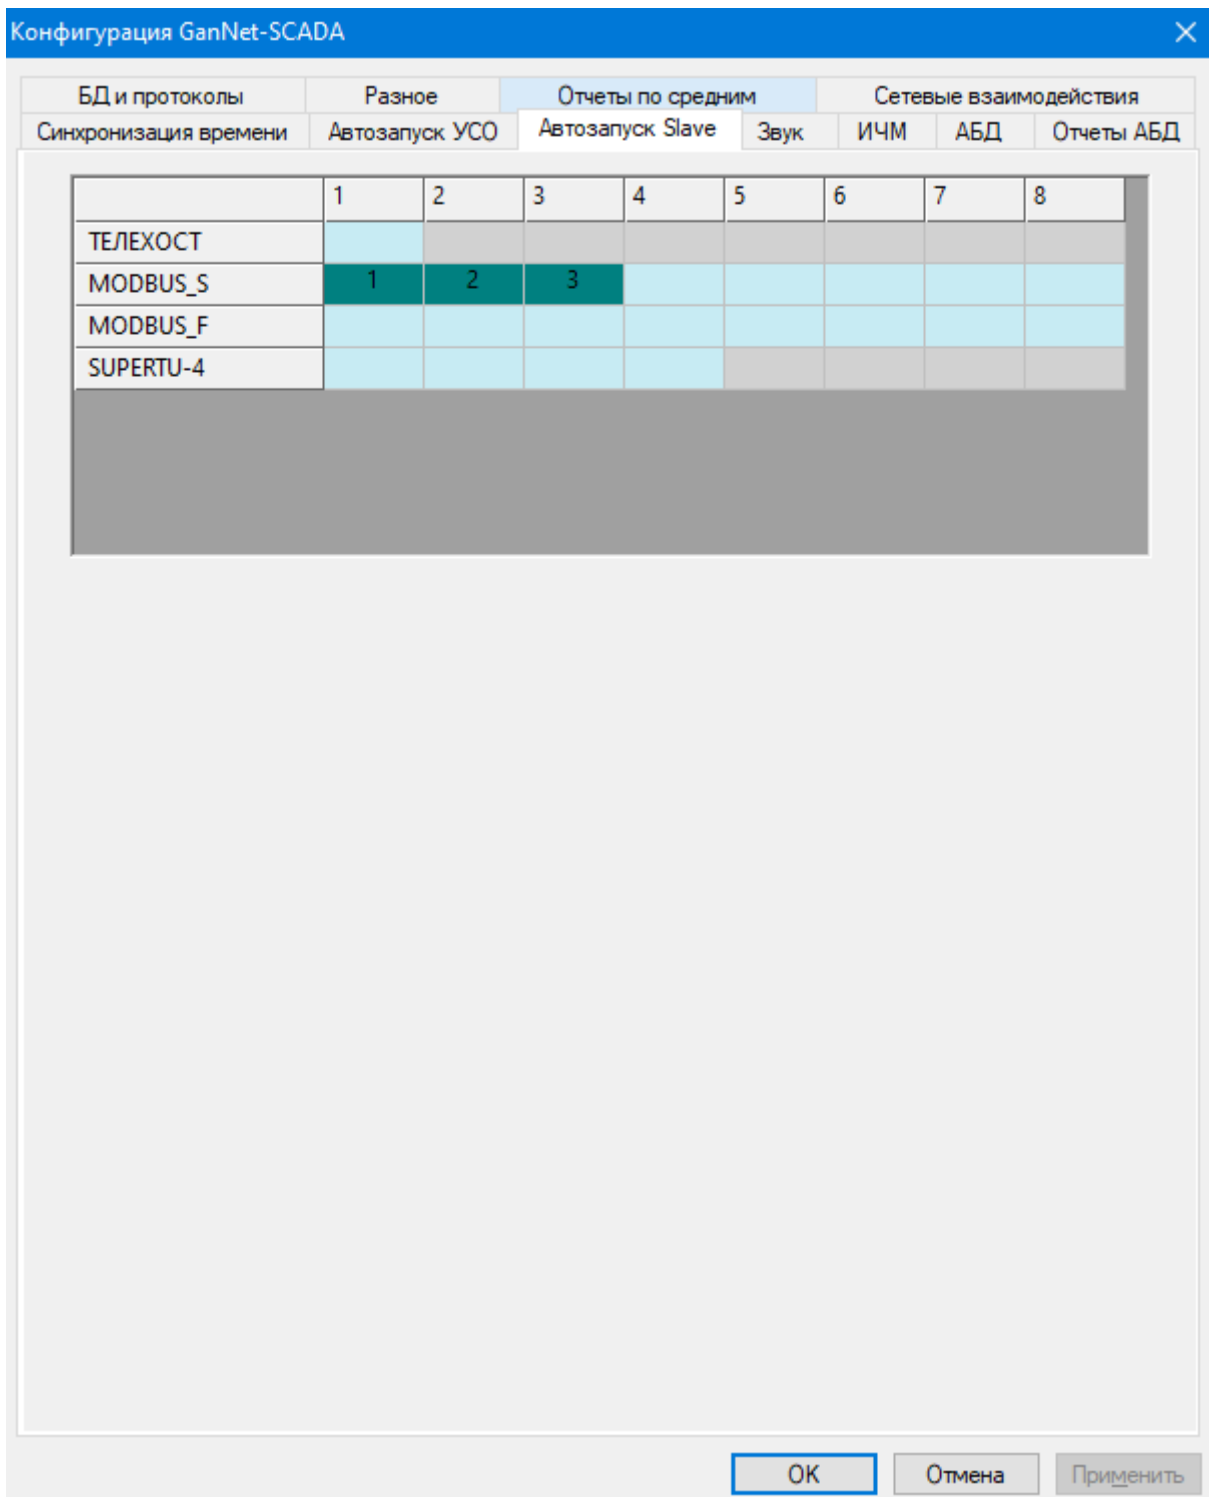 Конфигурация GanNet-SCADA
БД и протоколы Разное Отчеты по средним Сетевые взаимодействия
Синхронизация времени Автозапуск УСО Автозапуск Slave Звук ИЧМ АБД Отчеты АБД
1 2 3 4 5 6 7 8
ТЕЛЕХОСТ
MODBUS_S 1 2 3
MODBUS_F
SUPERTU-4
OK Отмена Применить